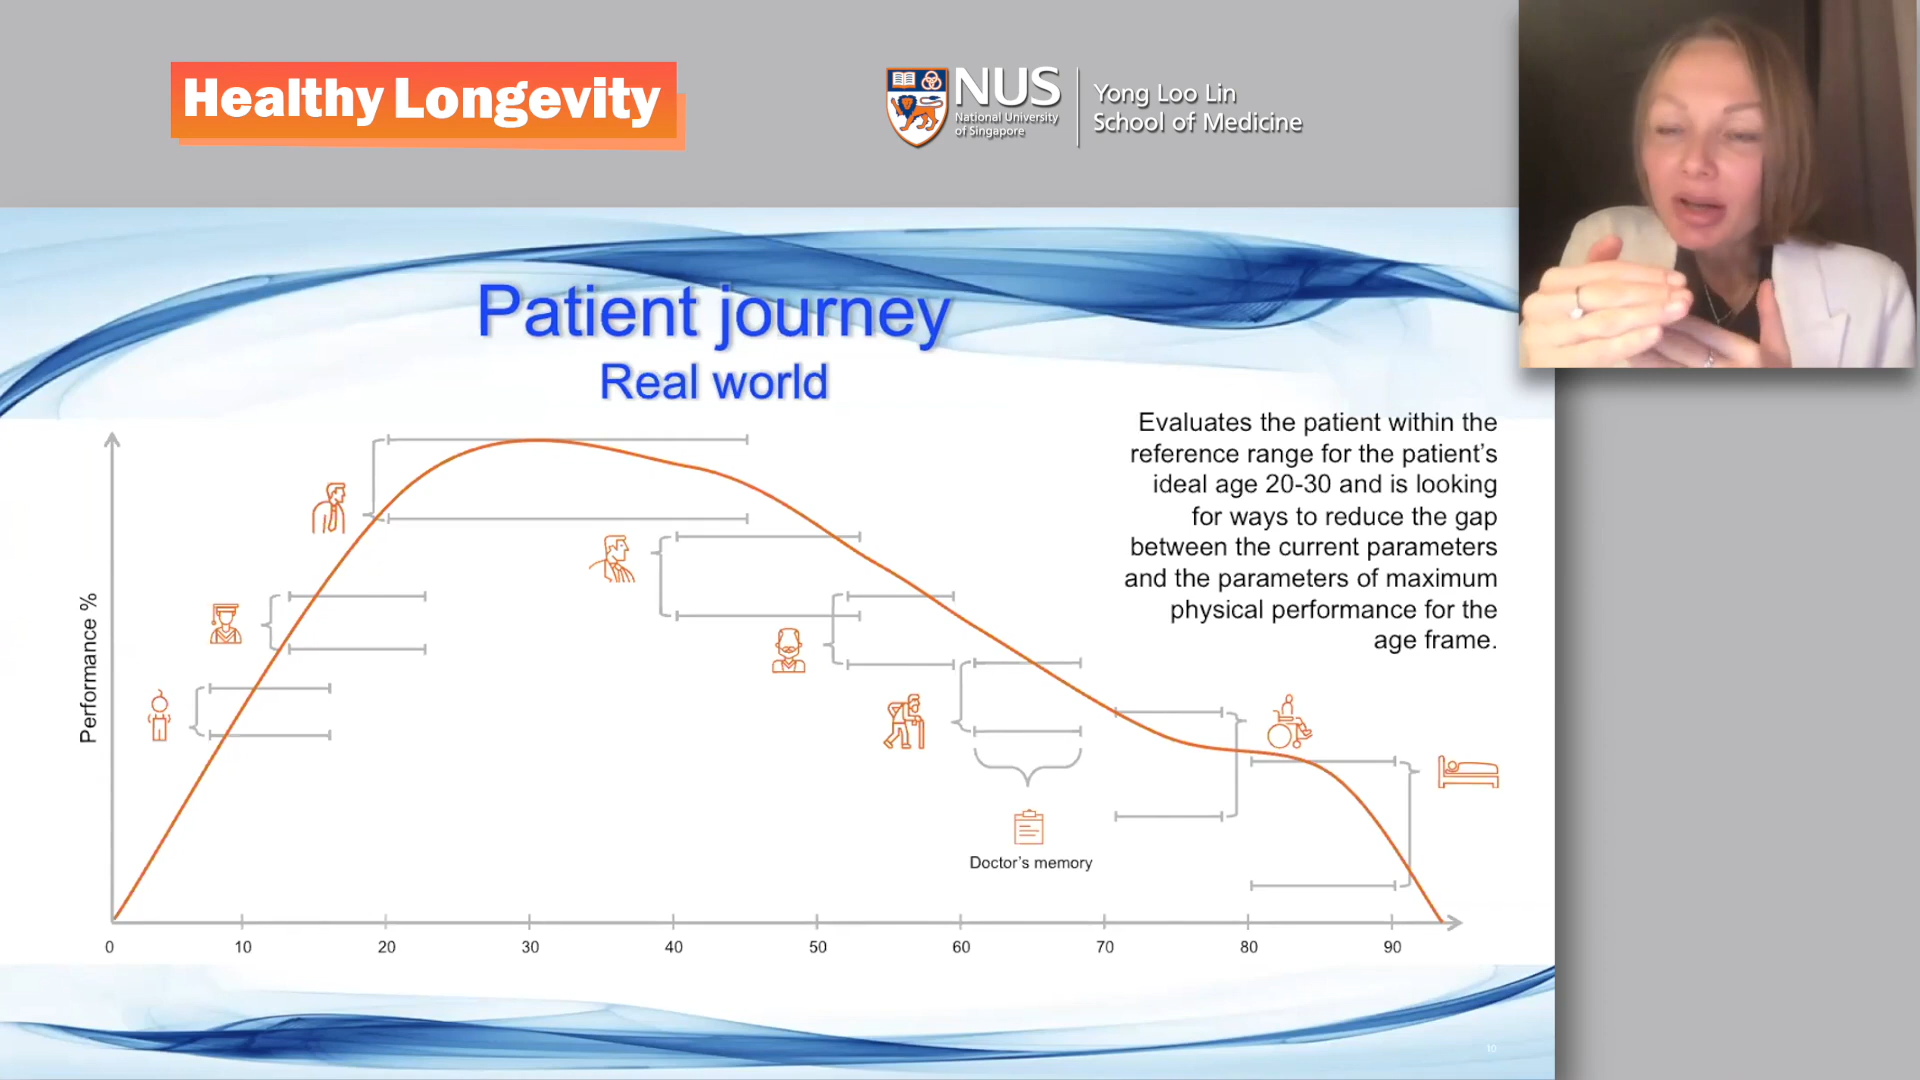 Healthy Longevity
NUS
National University
of Singapore
Yong Loo Lin
School of Medicine
Patient journey
Real world
Evaluates the patient within the
reference range for the patient's
ideal age 20-30 and is looking
for ways to reduce the gap
between the current parameters
and the parameters of maximum
physical performance for the
age frame.
Performance %
Doctor's memory
0 10 20 30 40 50 60 70 80 90
10